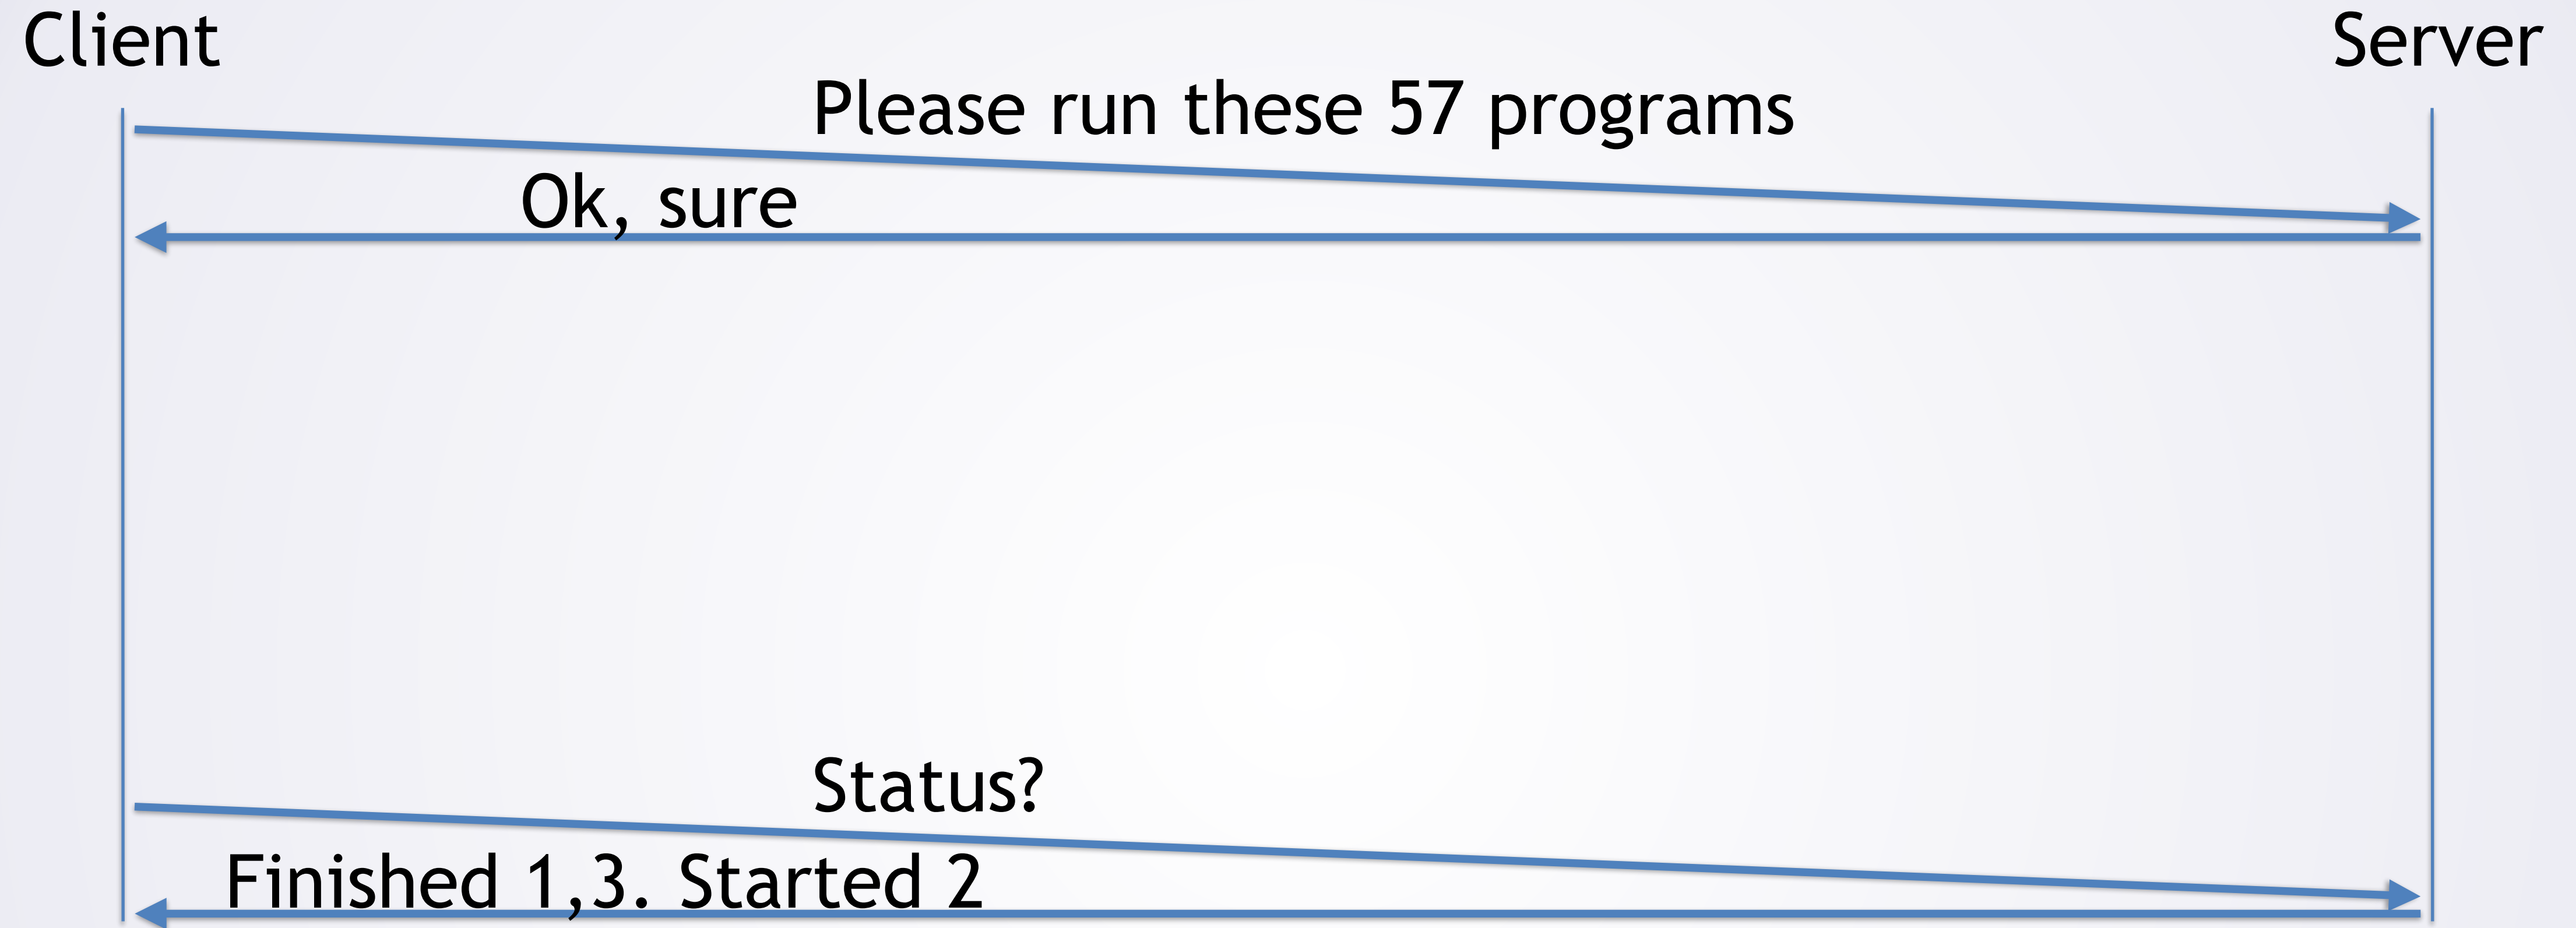 Client
Server
Please run these 57 programs
Ok, sure
Status?
Finished 1,3. Started 2